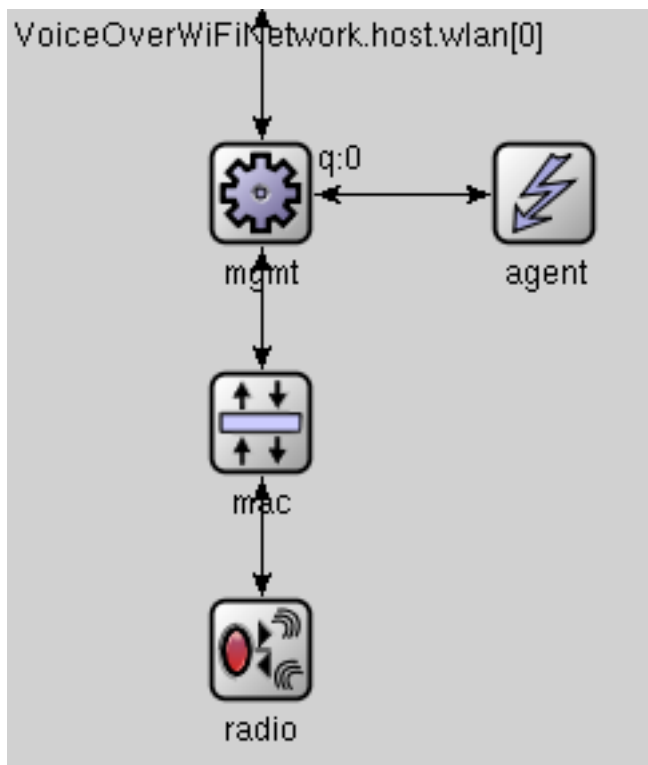 VoiceOverWiFiNetwork.host.wlan[0]
q:0
mgmt
agent
mac
radio